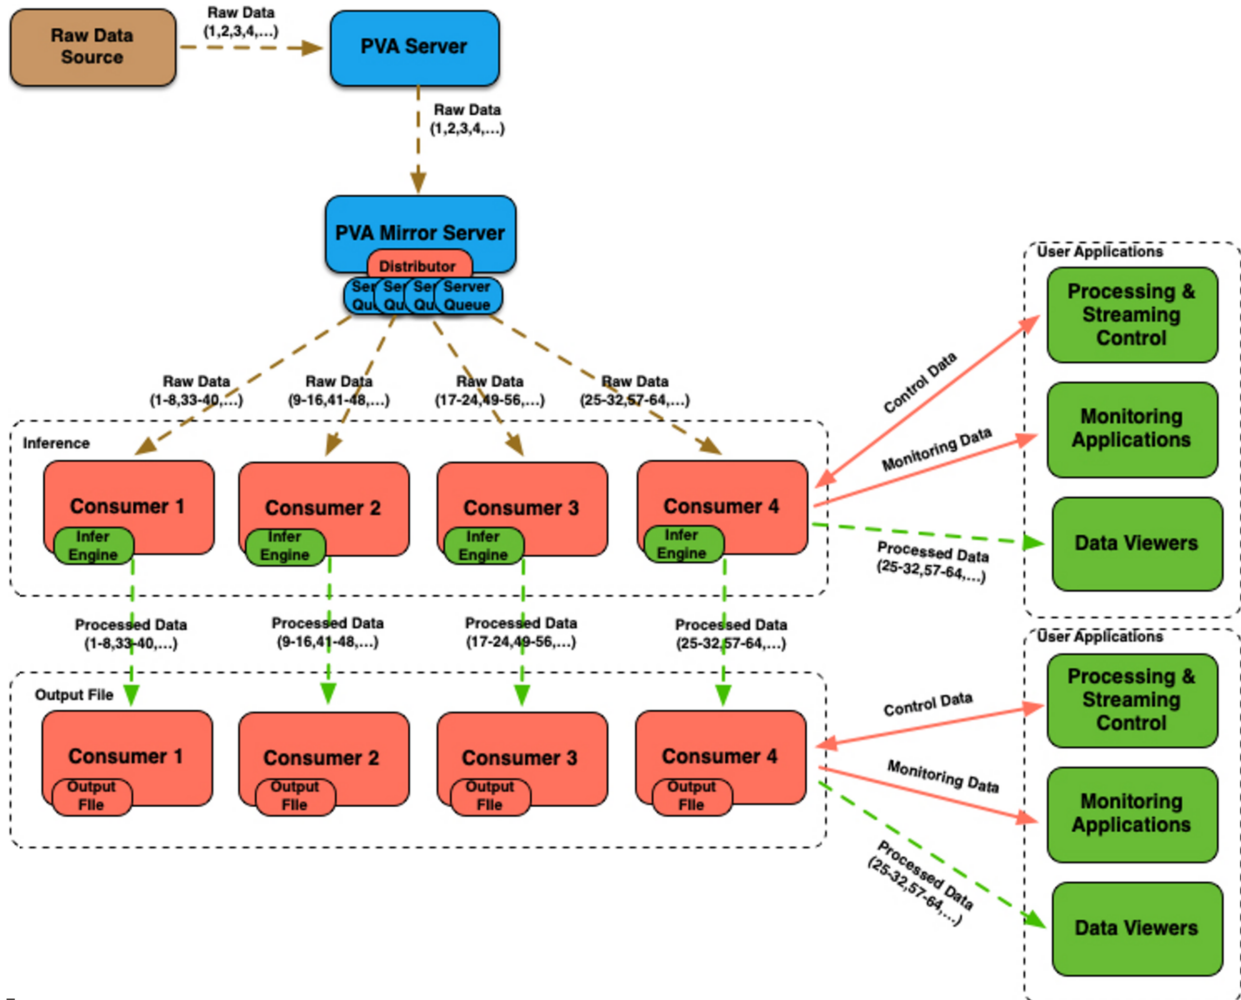 Raw Data
Source
Raw Data
(1,2,3,4,...)
PVA Server
Raw Data
(1,2,3,4,...)
PVA Mirror Server
Distributor
Ser
Qu
Ser
Qu
Ser
Qu
Server
Queue
Raw Data
(1-8,33-40,...)
Raw Data
(9-16,41-48,...)
Raw Data
(17-24,49-56,...)
Raw Data
(25-32,57-64,...)
Inference
Consumer 1
Infer
Engine
Consumer 2
Infer
Engine
Consumer 3
Infer
Engine
Consumer 4
Infer
Engine
Control Data
Monitoring Data
Processed Data
(25-32,57-64,...)
User Applications
Processing &
Streaming
Control
Monitoring
Applications
Data Viewers
Processed Data
(1-8,33-40,...)
Processed Data
(9-16,41-48,...)
Processed Data
(17-24,49-56,...)
Processed Data
(25-32,57-64,...)
Output File
Consumer 1
Output
FIle
Consumer 2
Output
FIle
Consumer 3
Output
FIle
Consumer 4
Output
FIle
Control Data
Monitoring Data
Processed Data
(25-32,57-64,...)
User Applications
Processing &
Streaming
Control
Monitoring
Applications
Data Viewers